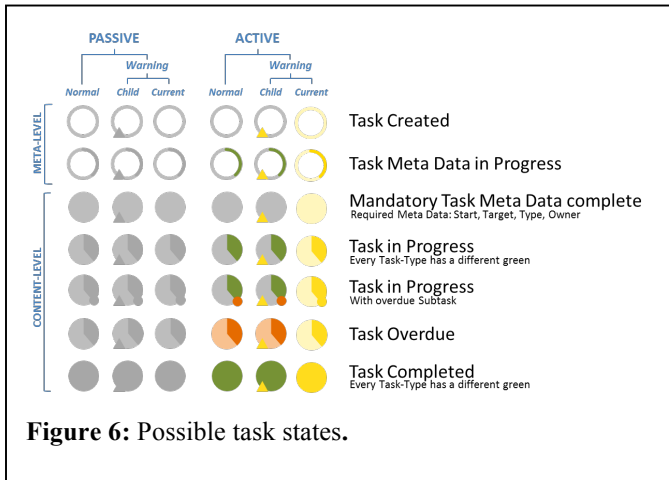 PASSIVE ACTIVE
Warning Warning
Normal Child Current Normal Child Current
META-LEVEL
Task Created
Task Meta Data in Progress
CONTENT-LEVEL
Mandatory Task Meta Data complete
Required Meta Data: Start, Target, Type, Owner
Task in Progress
Every Task-Type has a different green
Task in Progress
With overdue Subtask
Task Overdue
Task Completed
Every Task-Type has a different green
Figure 6: Possible task states.